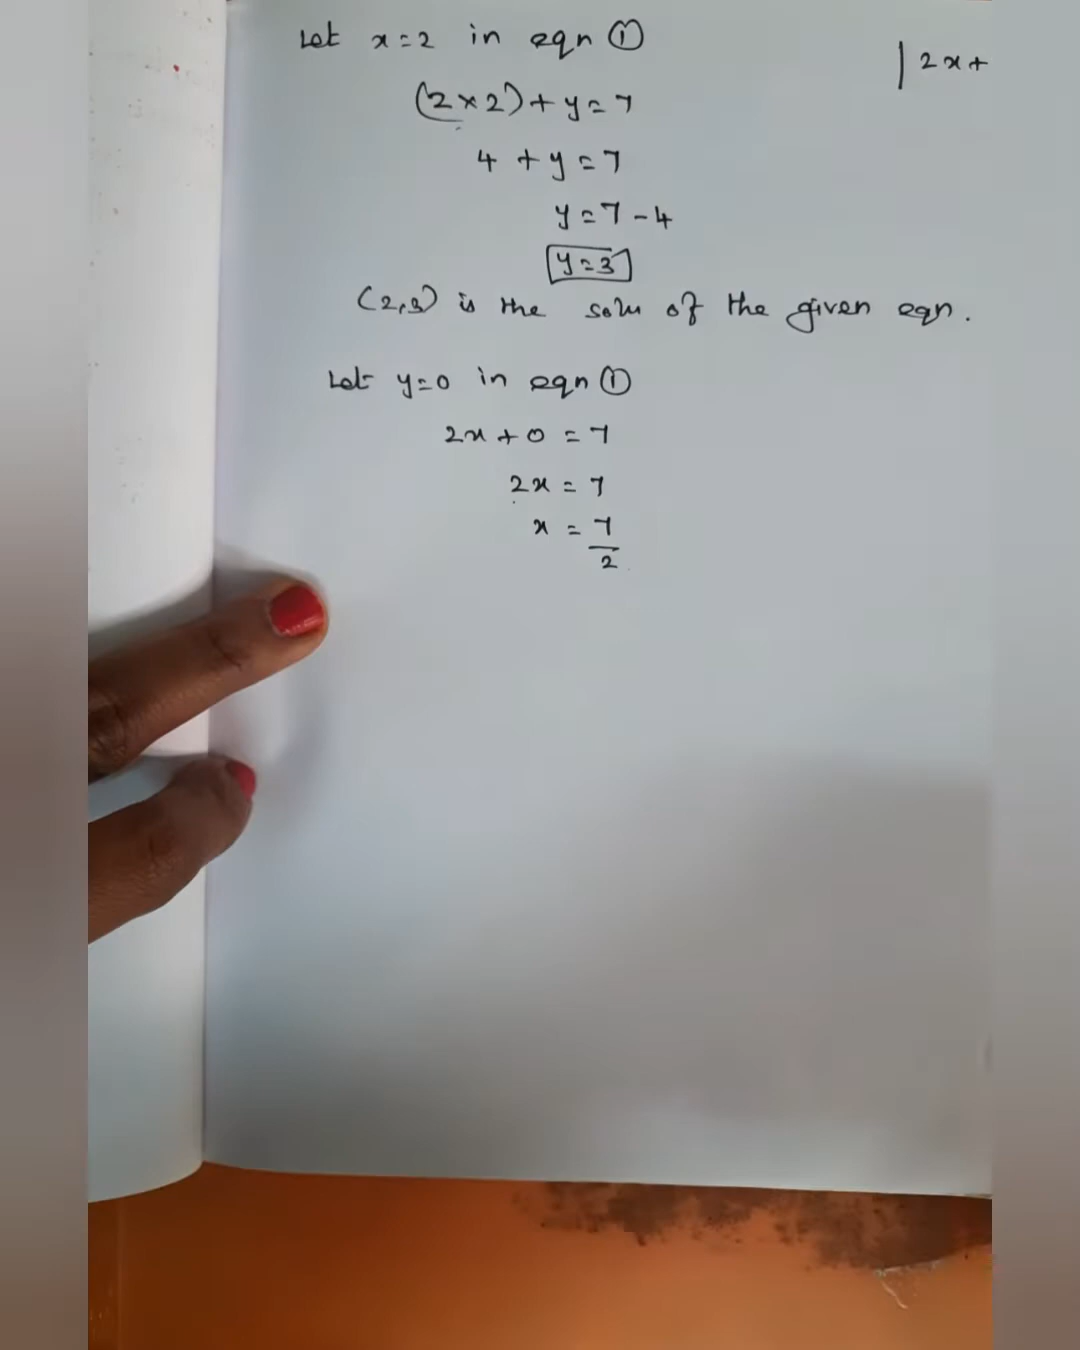 Let x=2 in eqn ①
| 2x+
(2×2)+y=7
4 + y = 7
y = 7 - 4
y=3
(2,3) is the soln of the given eqn.
Let y=0 in eqn ①
2x + 0 = 7
2x = 7
x = 7/2